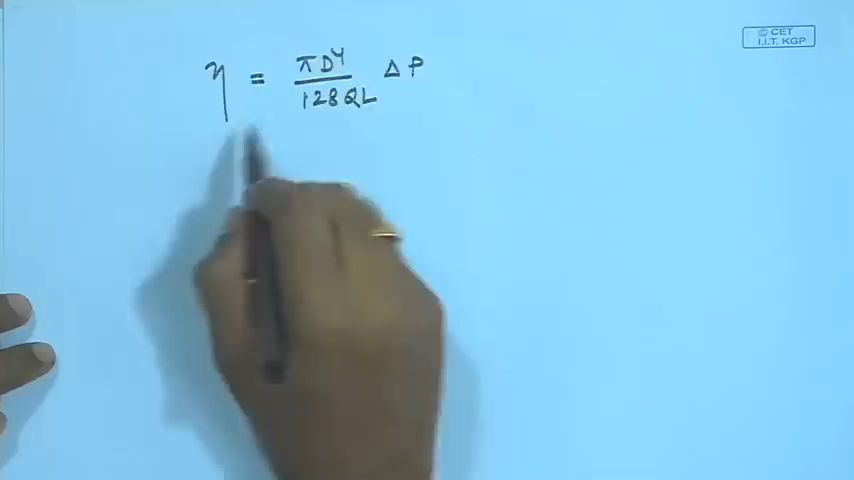 © CET
I.I.T. KGP
η = πD⁴/128QL ΔP